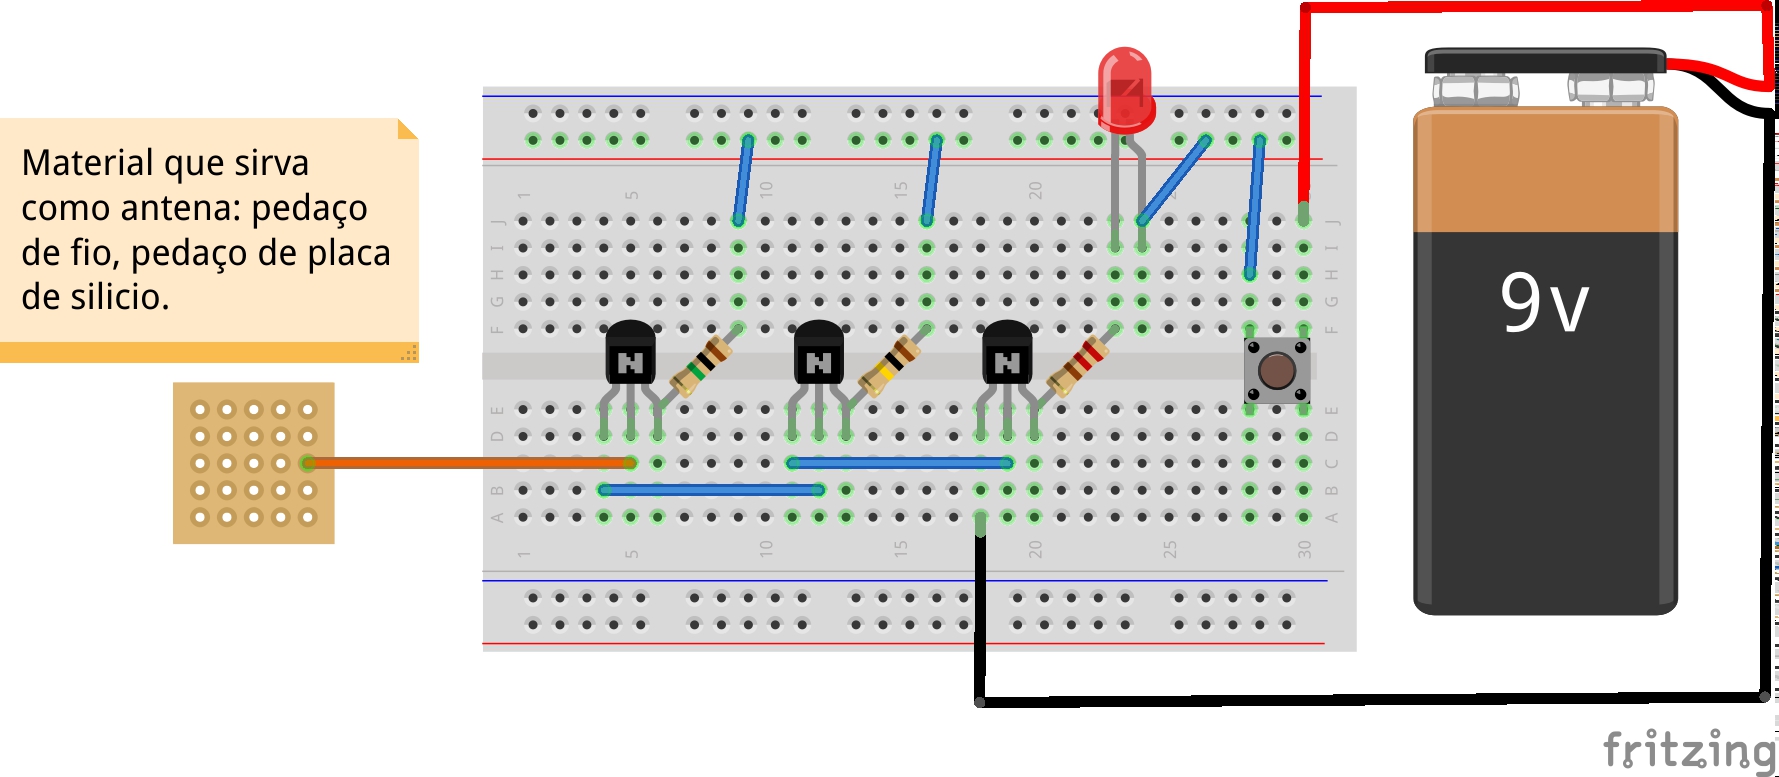 Material que sirva
como antena: pedaço
de fio, pedaço de placa
de silicio.
9v
1 5 10 15 20
J J
I I
H H
G G
F F
N N N
E E
D D
C C
B B
A A
1 5 10 15 20 25 30
fritzing